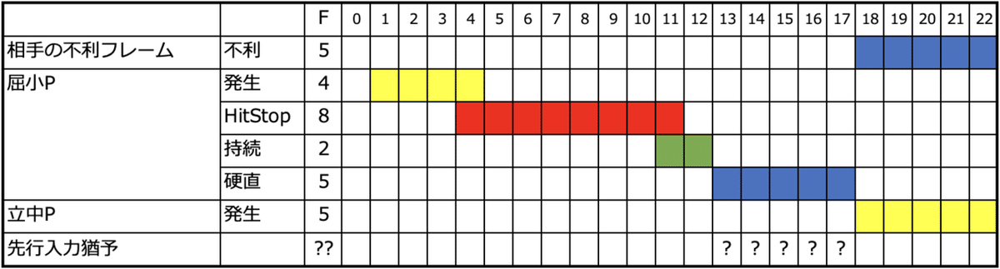 F 0 1 2 3 4 5 6 7 8 9 10 11 12 13 14 15 16 17 18 19 20 21 22
相手の不利フレーム 不利 5
屈小P 発生 4
HitStop 8
持続 2
硬直 5
立中P 発生 5
先行入力猶予 ?? ? ? ? ? ?